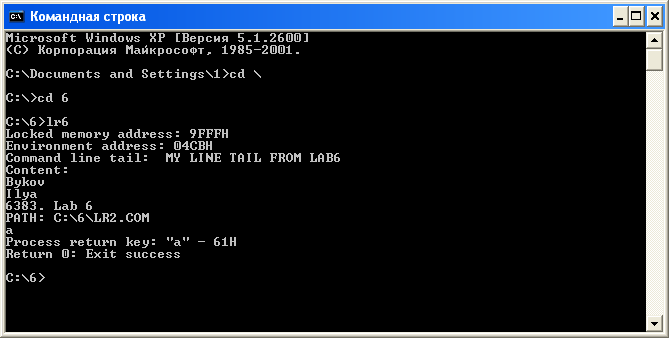 Командная строка
Microsoft Windows XP [Версия 5.1.2600]
(C) Корпорация Майкрософт, 1985-2001.
C:\Documents and Settings\1>cd \
C:\>cd 6
C:\6>lr6
Locked memory address: 9FFFH
Environment address: 04CBH
Command line tail:  MY LINE TAIL FROM LAB6
Content:
Bykov
Ilya
6383. Lab 6
PATH: C:\6\LR2.COM
a
Process return key: "a" - 61H
Return 0: Exit success
C:\6>